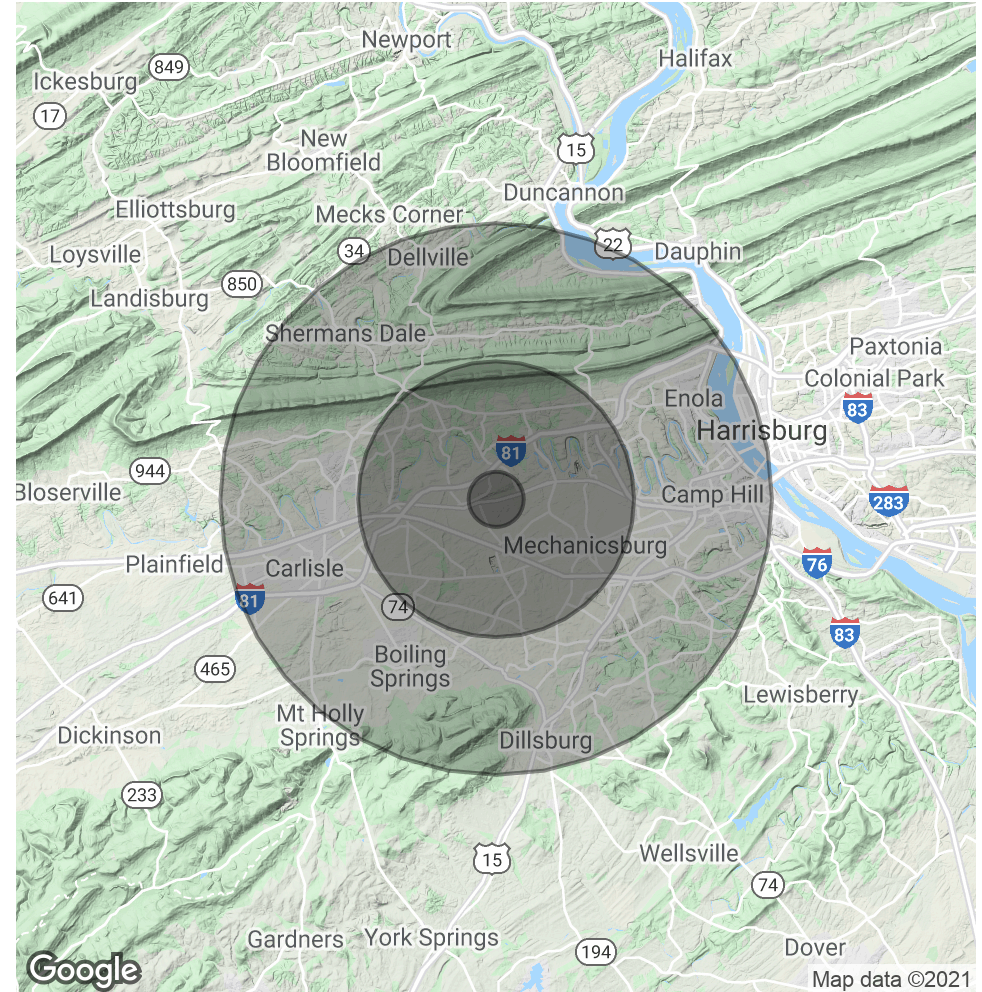 Newport
Halifax
849
Ickesburg
17
15
New
Bloomfield
Duncannon
Elliottsburg
Mecks Corner
22
34
Dellville
Dauphin
Loysville
850
Landisburg
Shermans Dale
Paxtonia
Colonial Park
Enola
83
Harrisburg
81
944
Bloserville
Camp Hill
283
Mechanicsburg
Plainfield
Carlisle
76
641
81
74
83
Boiling
Springs
465
Lewisberry
Mt Holly
Springs
Dickinson
Dillsburg
233
15
Wellsville
74
Gardners
York Springs
194
Dover
Google
Map data ©2021